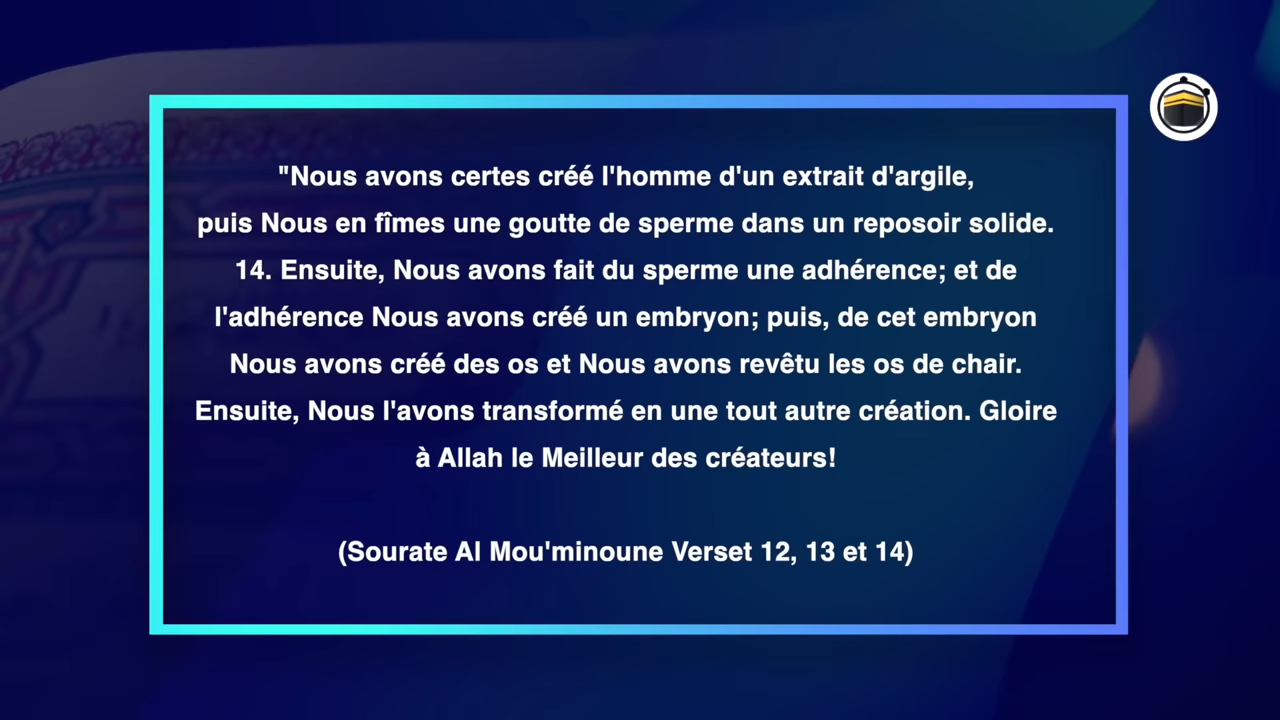 "Nous avons certes créé l'homme d'un extrait d'argile,
puis Nous en fîmes une goutte de sperme dans un reposoir solide.
14. Ensuite, Nous avons fait du sperme une adhérence; et de
l'adhérence Nous avons créé un embryon; puis, de cet embryon
Nous avons créé des os et Nous avons revêtu les os de chair.
Ensuite, Nous l'avons transformé en une tout autre création. Gloire
à Allah le Meilleur des créateurs!
(Sourate Al Mou'minoune Verset 12, 13 et 14)